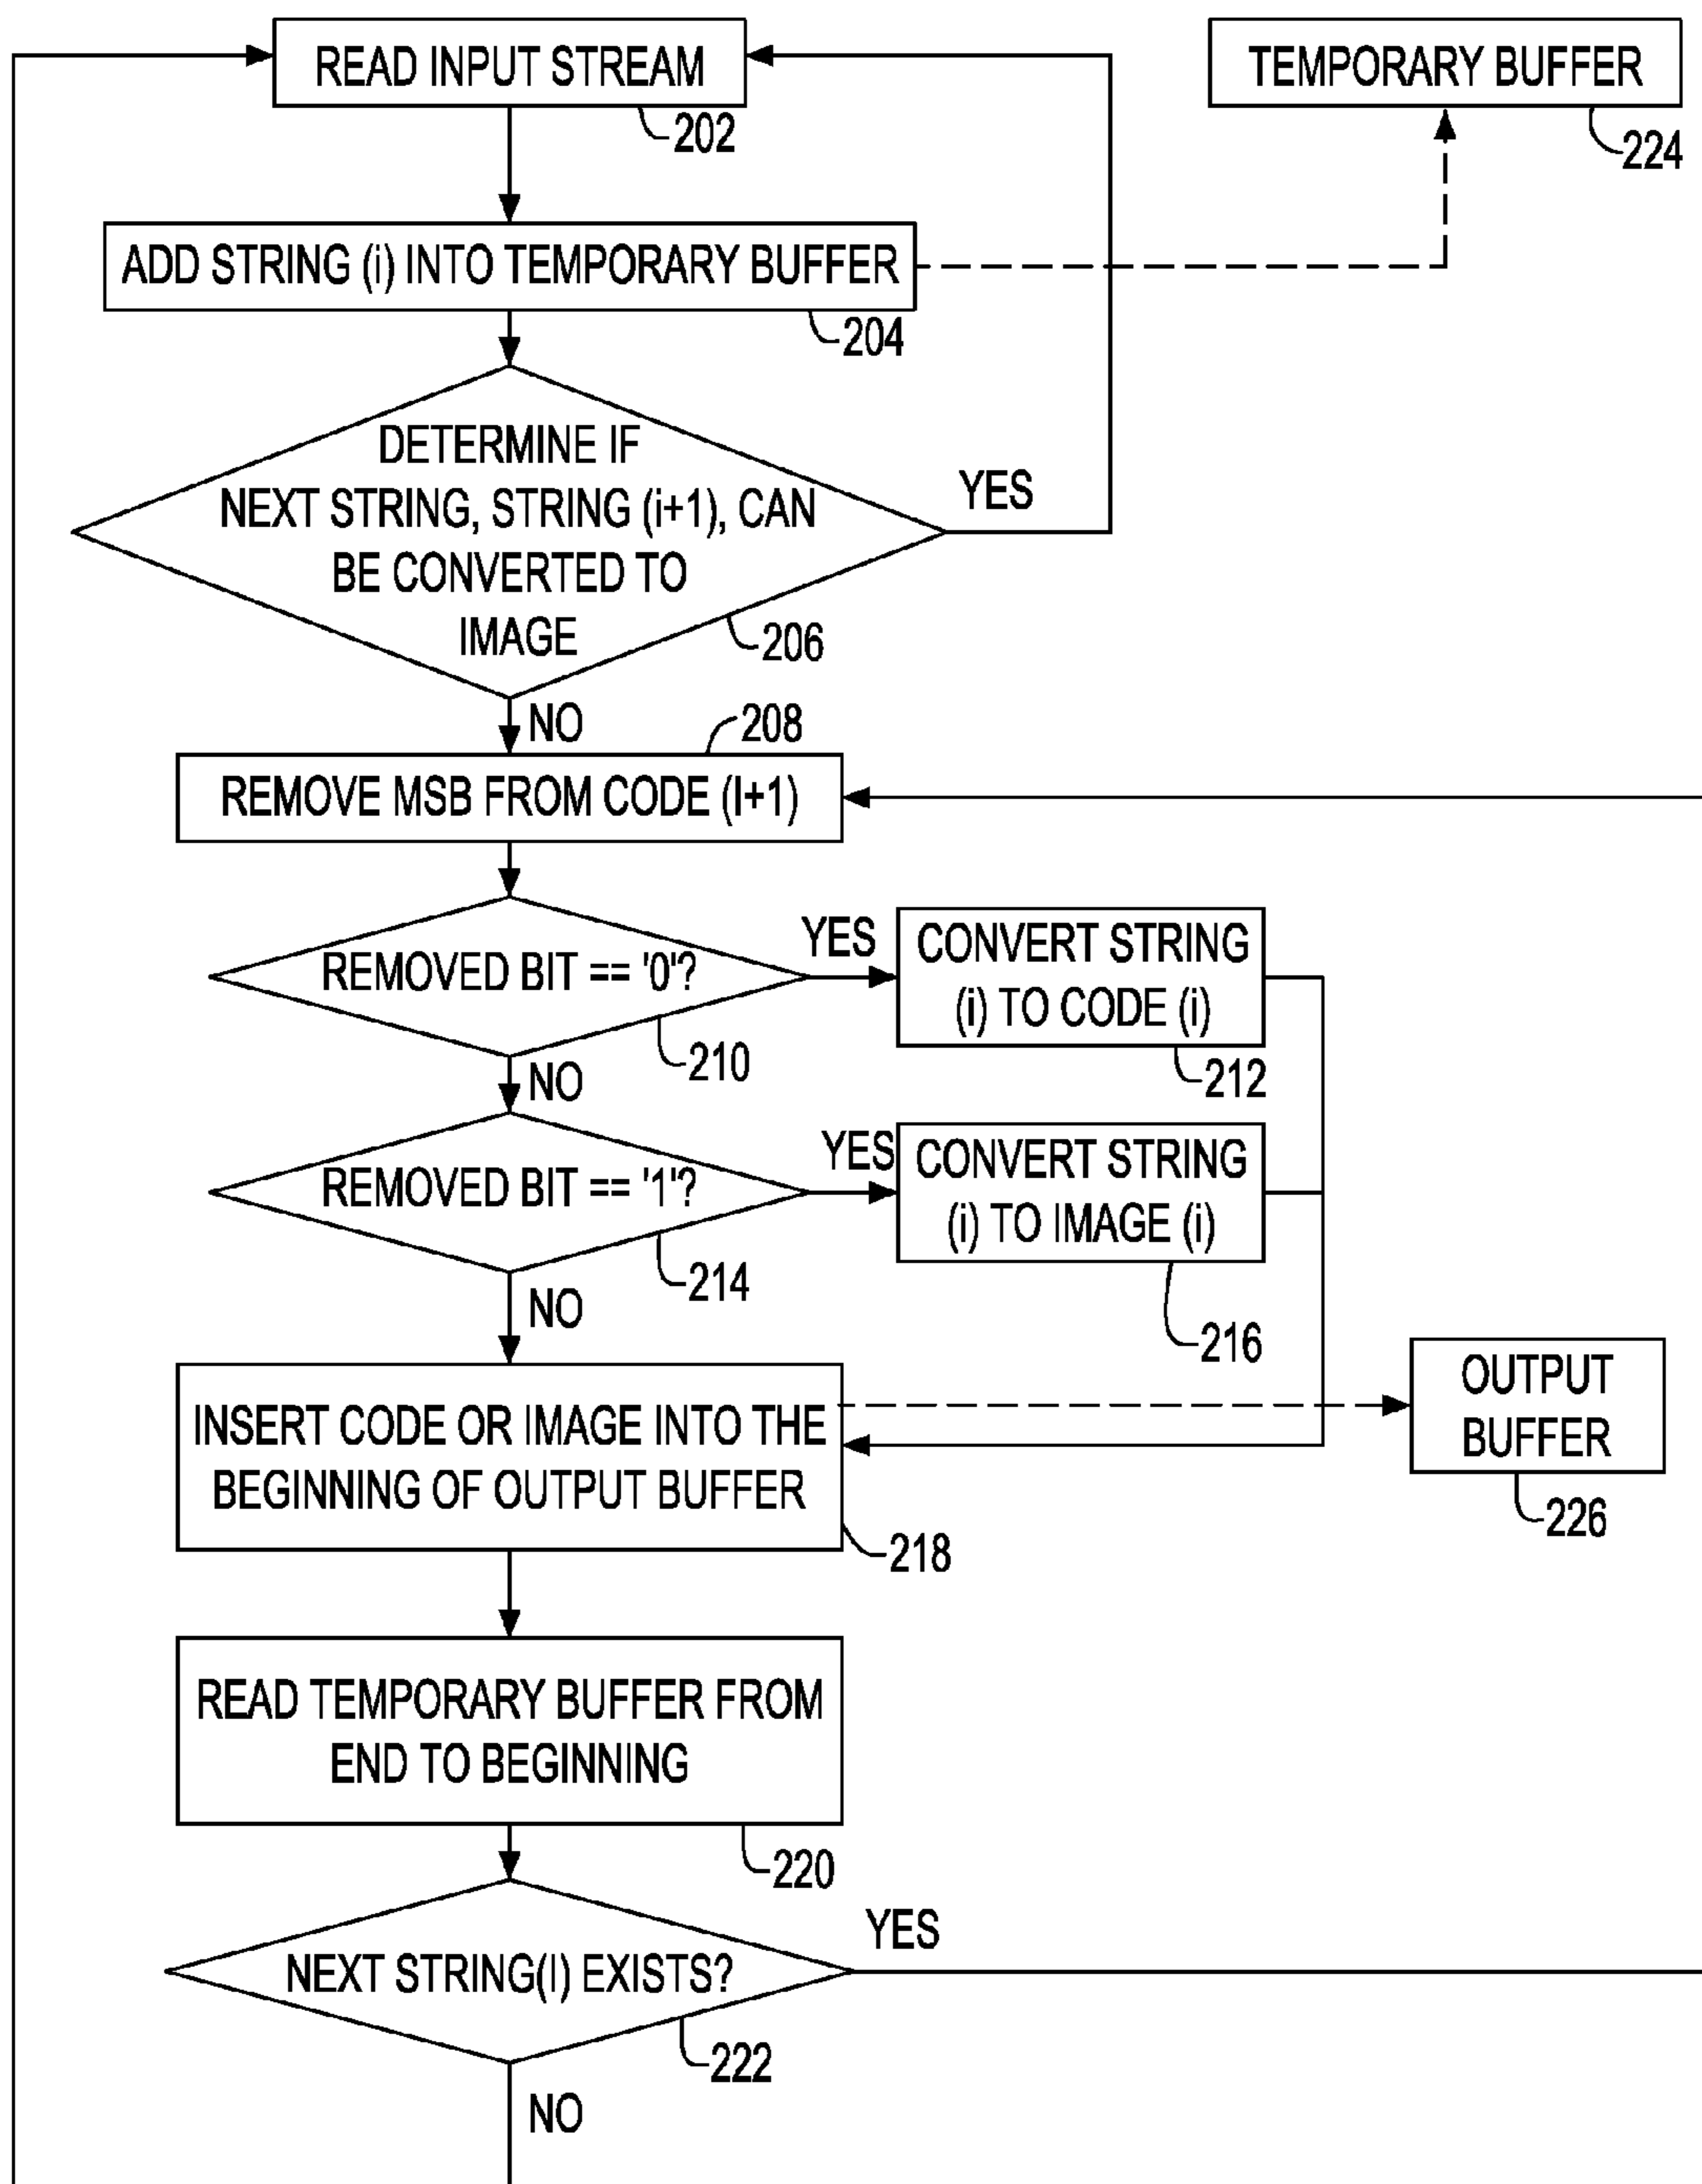 READ INPUT STREAM
202
TEMPORARY BUFFER
224
ADD STRING (i) INTO TEMPORARY BUFFER
204
DETERMINE IF
NEXT STRING, STRING (i+1), CAN
BE CONVERTED TO
IMAGE
206
YES
NO
208
REMOVE MSB FROM CODE (I+1)
REMOVED BIT == '0'?
210
YES
CONVERT STRING
(i) TO CODE (i)
212
NO
REMOVED BIT == '1'?
214
YES
CONVERT STRING
(i) TO IMAGE (i)
216
NO
INSERT CODE OR IMAGE INTO THE
BEGINNING OF OUTPUT BUFFER
218
OUTPUT
BUFFER
226
READ TEMPORARY BUFFER FROM
END TO BEGINNING
220
NEXT STRING(I) EXISTS?
222
YES
NO